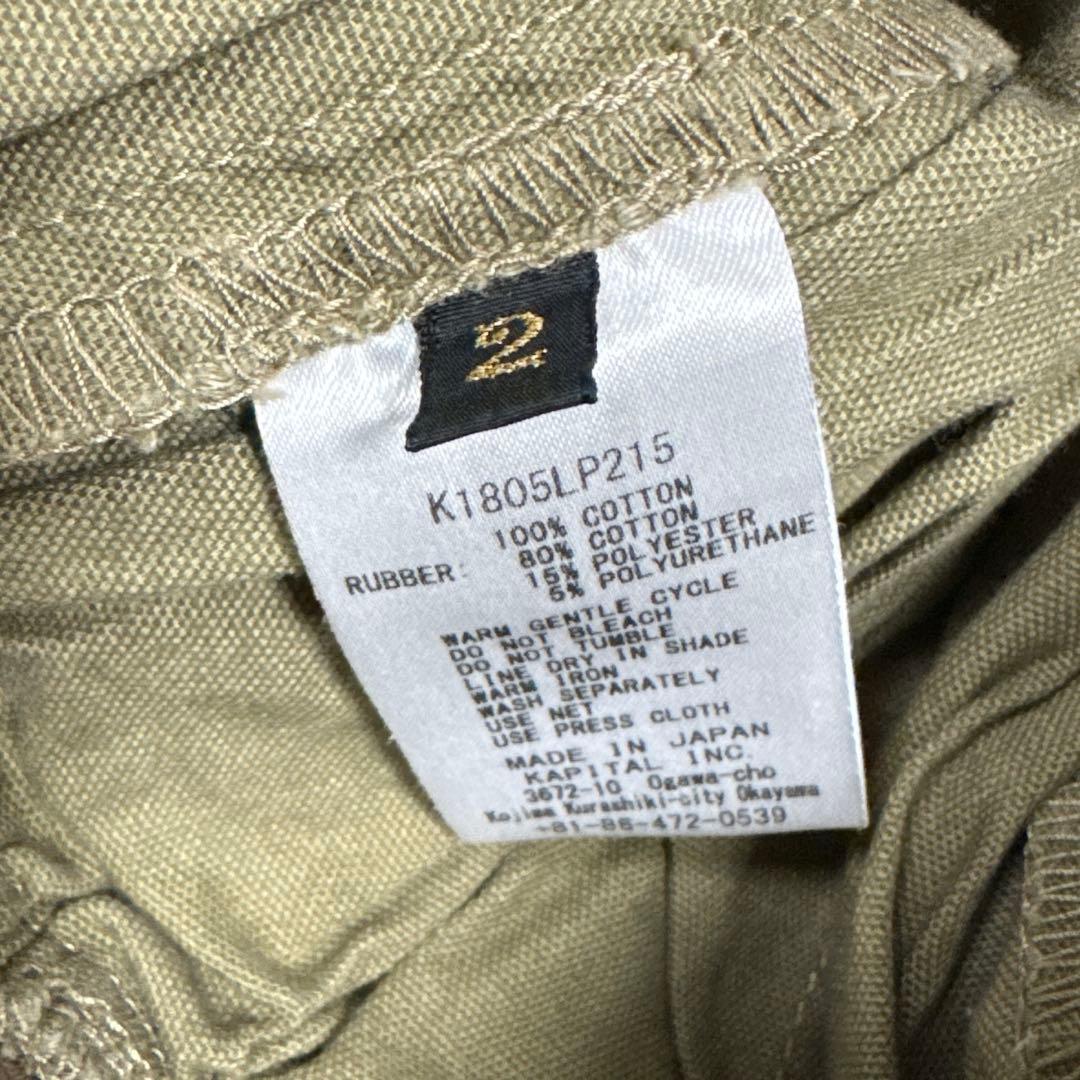 2
K1805LP215
100% COTTON
RUBBER: 80% COTTON
15% POLYESTER
5% POLYURETHANE
WARM GENTLE CYCLE
DO NOT BLEACH
DO NOT TUMBLE
LINE DRY IN SHADE
WARM IRON
WASH SEPARATELY
USE NET
USE PRESS CLOTH
MADE IN JAPAN
KAPITAL INC.
3672-10 Ogawa-cho
Kojima Kurashiki-city Okayama
+81-86-472-0539